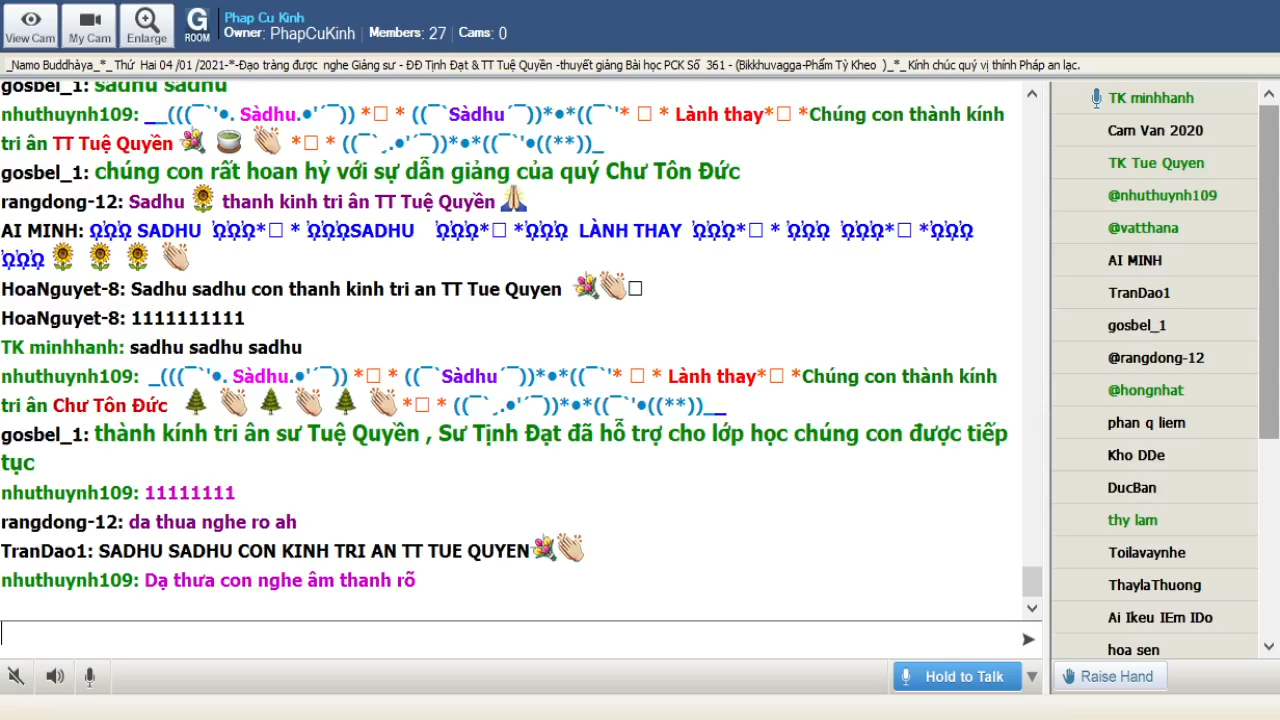 View Cam
My Cam
Enlarge
G ROOM
Phap Cu Kinh
Owner: PhapCuKinh | Members: 27 | Cams: 0
_Namo Buddhàya_*_ Thứ Hai 04 /01 /2021-*-Đạo tràng được nghe Giảng sư - ĐĐ Tịnh Đạt & TT Tuệ Quyền -thuyết giảng Bài học PCK Số 361 - (Bikkhuvagga-Phẩm Tỳ Kheo )_*_ Kính chúc quý vị thính Pháp an lạc.
gosbel_1: sadhu sadhu
nhuthuynh109: __(((¯`'•. Sàdhu.•'´¯)) *□ * ((¯`Sàdhu´¯))*•*((¯`'* □ * Lành thay*□ *Chúng con thành kính
tri ân TT Tuệ Quyền 💐 🍵 👏 *□ * ((¯`¸.•'´¯))*•*((¯`'•((**))_
gosbel_1: chúng con rất hoan hỷ với sự dẫn giảng của quý Chư Tôn Đức
rangdong-12: Sadhu 🌻 thanh kinh tri ân TT Tuệ Quyền 🙏
AI MINH: ῼῼῼ SADHU ῼῼῼ*□ * ῼῼῼSADHU ῼῼῼ*□ *ῼῼῼ LÀNH THAY ῼῼῼ*□ * ῼῼῼ ῼῼῼ*□ *ῼῼῼ
ῼῼῼ 🌻 🌻 🌻 👏
HoaNguyet-8: Sadhu sadhu con thanh kinh tri an TT Tue Quyen 💐👏□
HoaNguyet-8: 1111111111
TK minhhanh: sadhu sadhu sadhu
nhuthuynh109: _(((¯`'•. Sàdhu.•'´¯)) *□ * ((¯`Sàdhu´¯))*•*((¯`'* □ * Lành thay*□ *Chúng con thành kính
tri ân Chư Tôn Đức 🌲 👏 🌲 👏 🌲 👏 *□ * ((¯`¸.•'´¯))*•*((¯`'•((**))__
gosbel_1: thành kính tri ân sư Tuệ Quyền , Sư Tịnh Đạt đã hỗ trợ cho lớp học chúng con được tiếp
tục
nhuthuynh109: 11111111
rangdong-12: da thua nghe ro ah
TranDao1: SADHU SADHU CON KINH TRI AN TT TUE QUYEN💐👏
nhuthuynh109: Dạ thưa con nghe âm thanh rõ
Hold to Talk
TK minhhanh
Cam Van 2020
TK Tue Quyen
@nhuthuynh109
@vatthana
AI MINH
TranDao1
gosbel_1
@rangdong-12
@hongnhat
phan q liem
Kho DDe
DucBan
thy lam
Toilavaynhe
ThaylaThuong
Ai Ikeu IEm IDo
hoa sen
Raise Hand